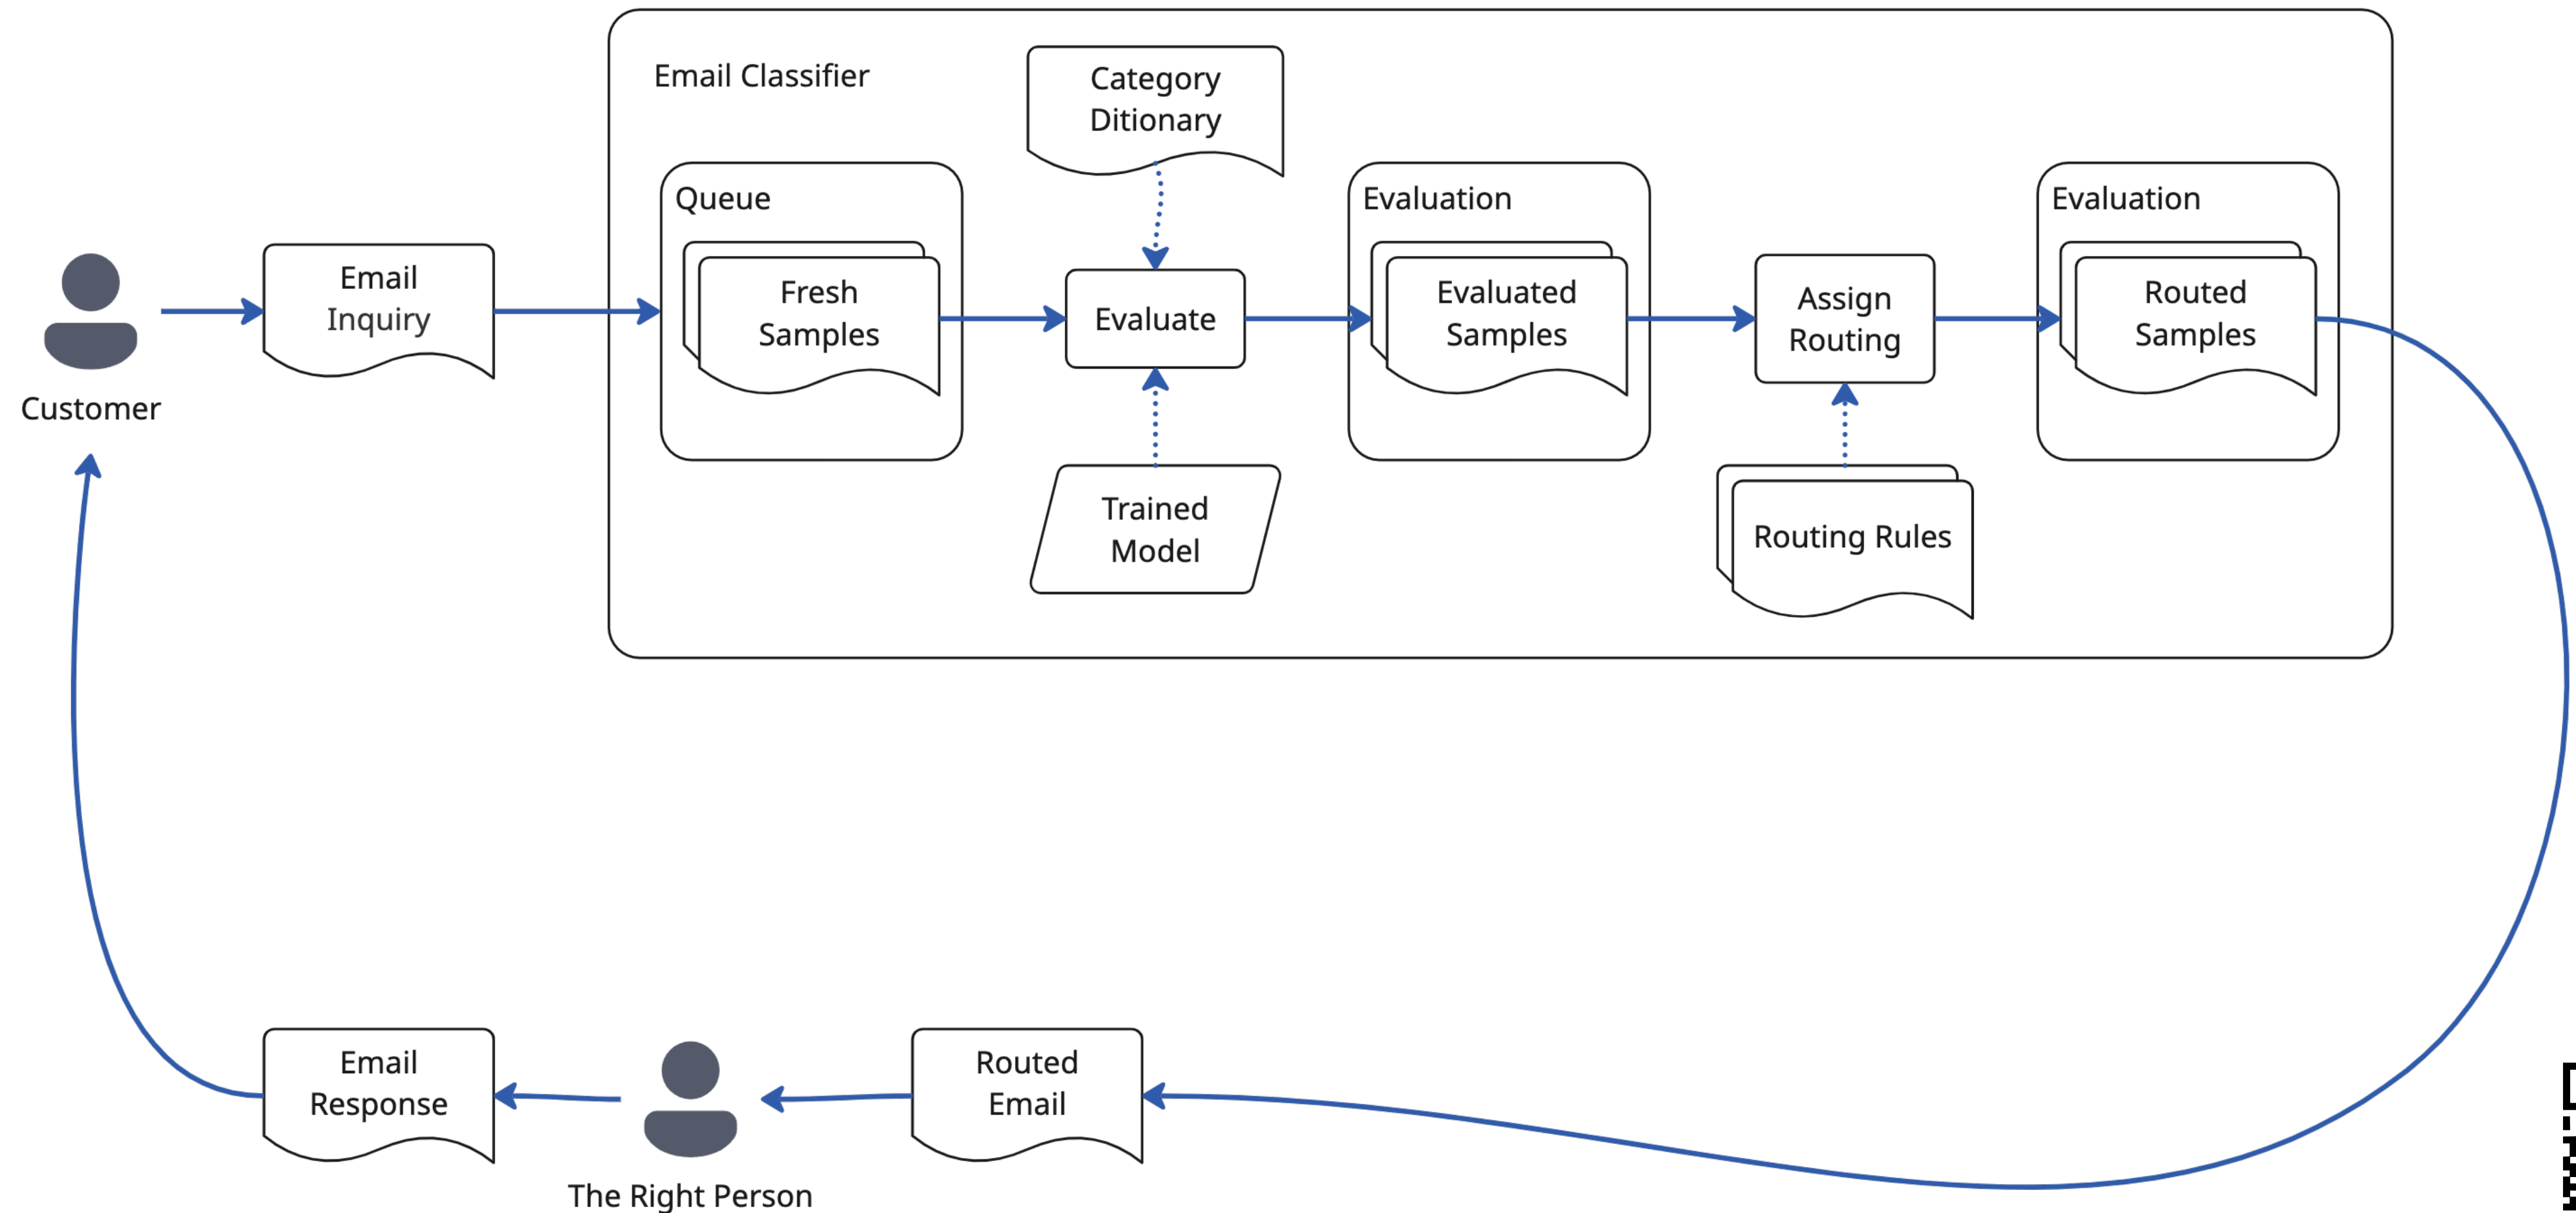 Email Classifier
Category
Ditionary
Queue
Evaluation
Evaluation
Email
Inquiry
Fresh
Samples
Evaluate
Evaluated
Samples
Assign
Routing
Routed
Samples
Customer
Trained
Model
Routing Rules
Email
Response
Routed
Email
The Right Person